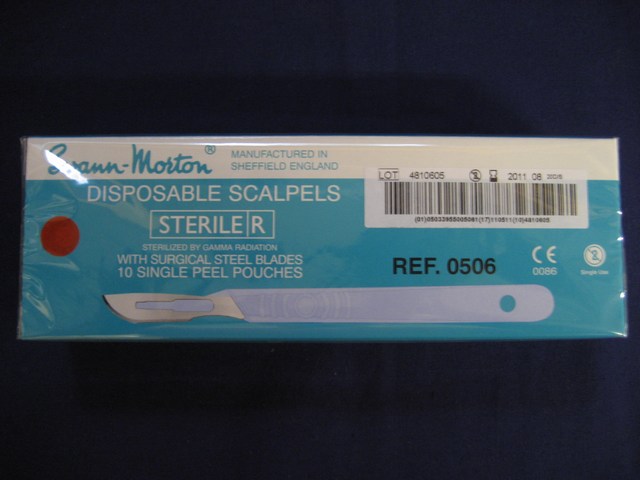 Swann-Morton®
MANUFACTURED IN
SHEFFIELD ENGLAND
DISPOSABLE SCALPELS
STERILE R
STERILIZED BY GAMMA RADIATION
WITH SURGICAL STEEL BLADES
10 SINGLE PEEL POUCHES
LOT 4810605 2011 08
REF. 0506
CE
0086
2
Single Use